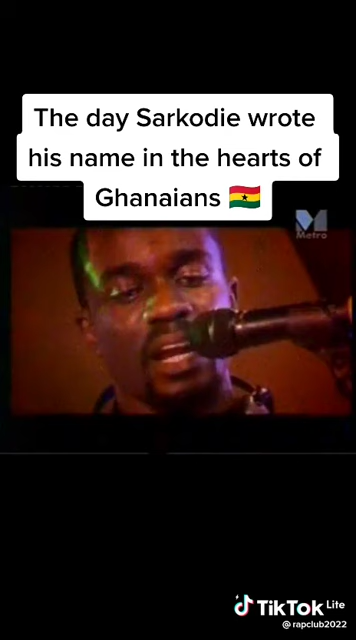 The day Sarkodie wrote
his name in the hearts of
Ghanaians 🇬🇭
Metro
TikTok Lite
@rapclub2022